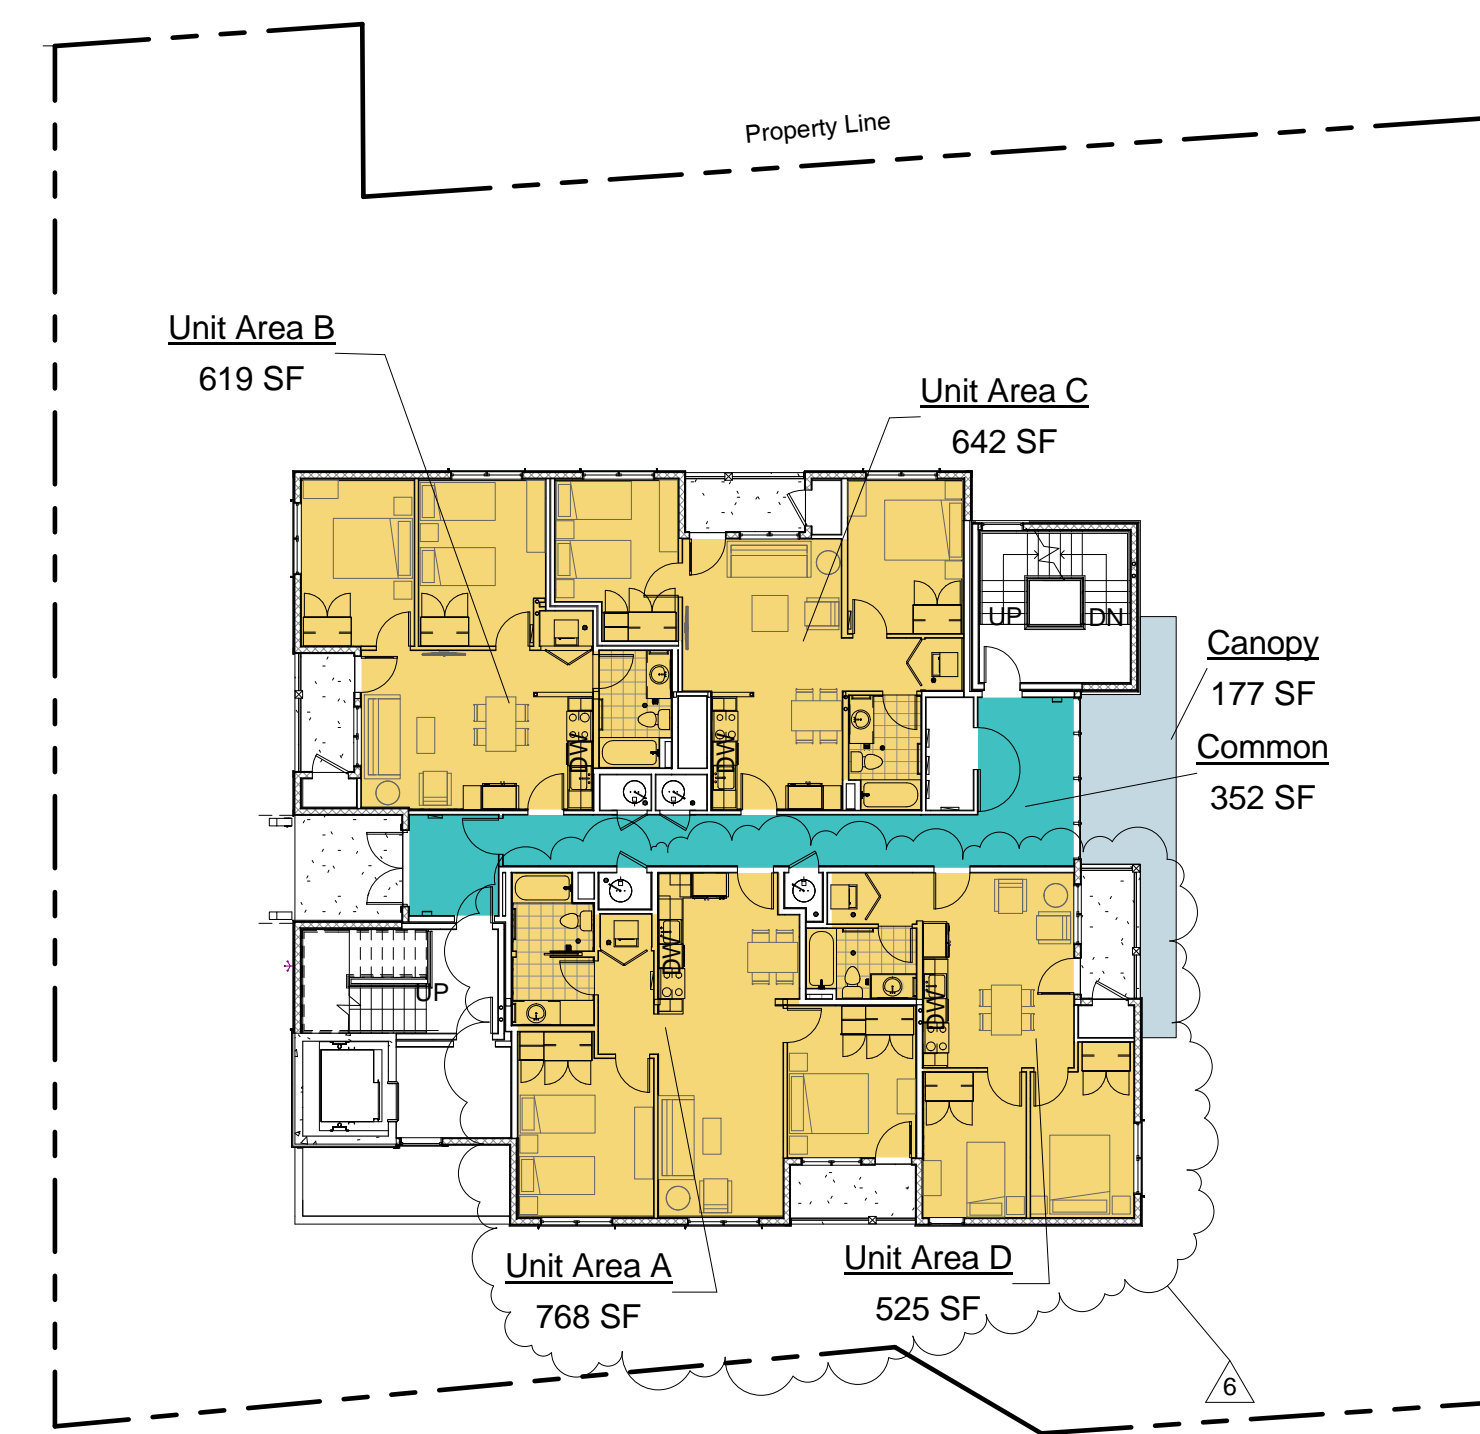 Property Line
Unit Area B
619 SF
Unit Area C
642 SF
UP
DN
Canopy
177 SF
Common
352 SF
DW
DW
DW
DW
UP
Unit Area A
768 SF
Unit Area D
525 SF
6